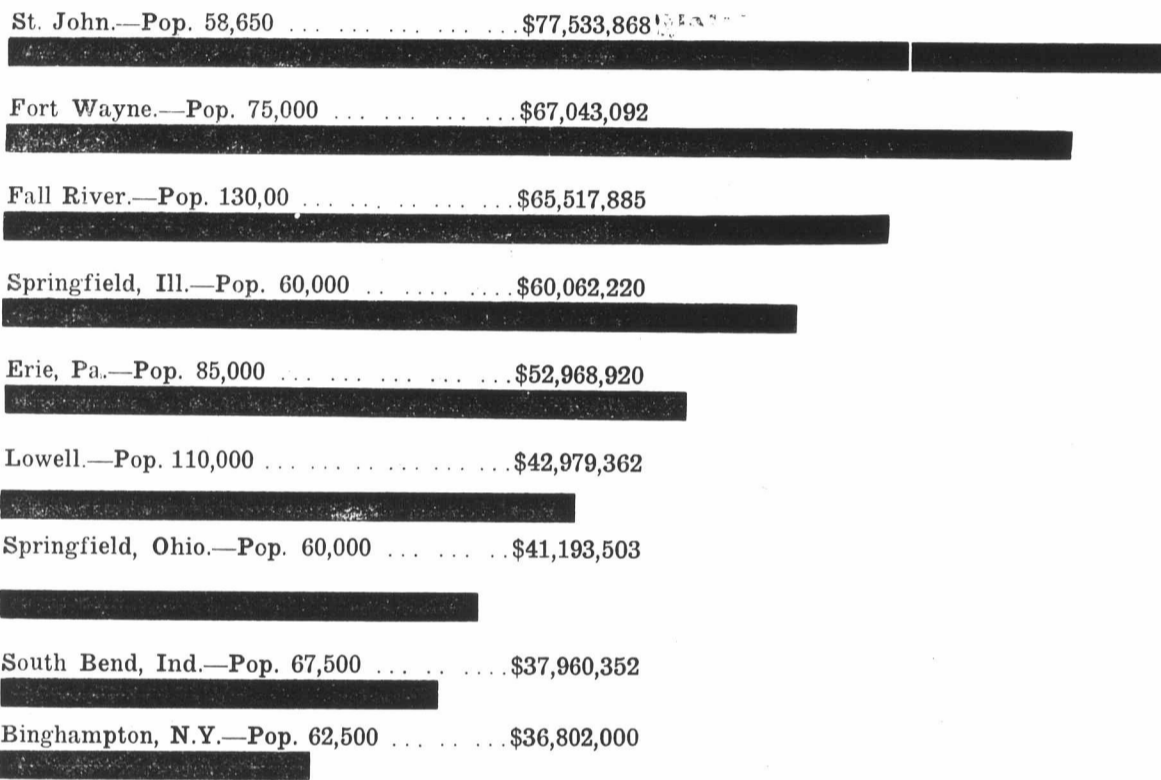 St. John.—Pop. 58,650 ... ... ... ... ...$77,533,868
Fort Wayne.—Pop. 75,000 ... ... ... ...$67,043,092
Fall River.—Pop. 130,00 ... .. .. ... ...$65,517,885
Springfield, Ill.—Pop. 60,000 .. .... ....$60,062,220
Erie, Pa.—Pop. 85,000 ... ... ... ... ...$52,968,920
Lowell.—Pop. 110,000 ... ... ... ... ... ...$42,979,362
Springfield, Ohio.—Pop. 60,000 ... ... ..$41,193,503
South Bend, Ind.—Pop. 67,500 ... .. ....$37,960,352
Binghampton, N.Y.—Pop. 62,500 ... .. ...$36,802,000